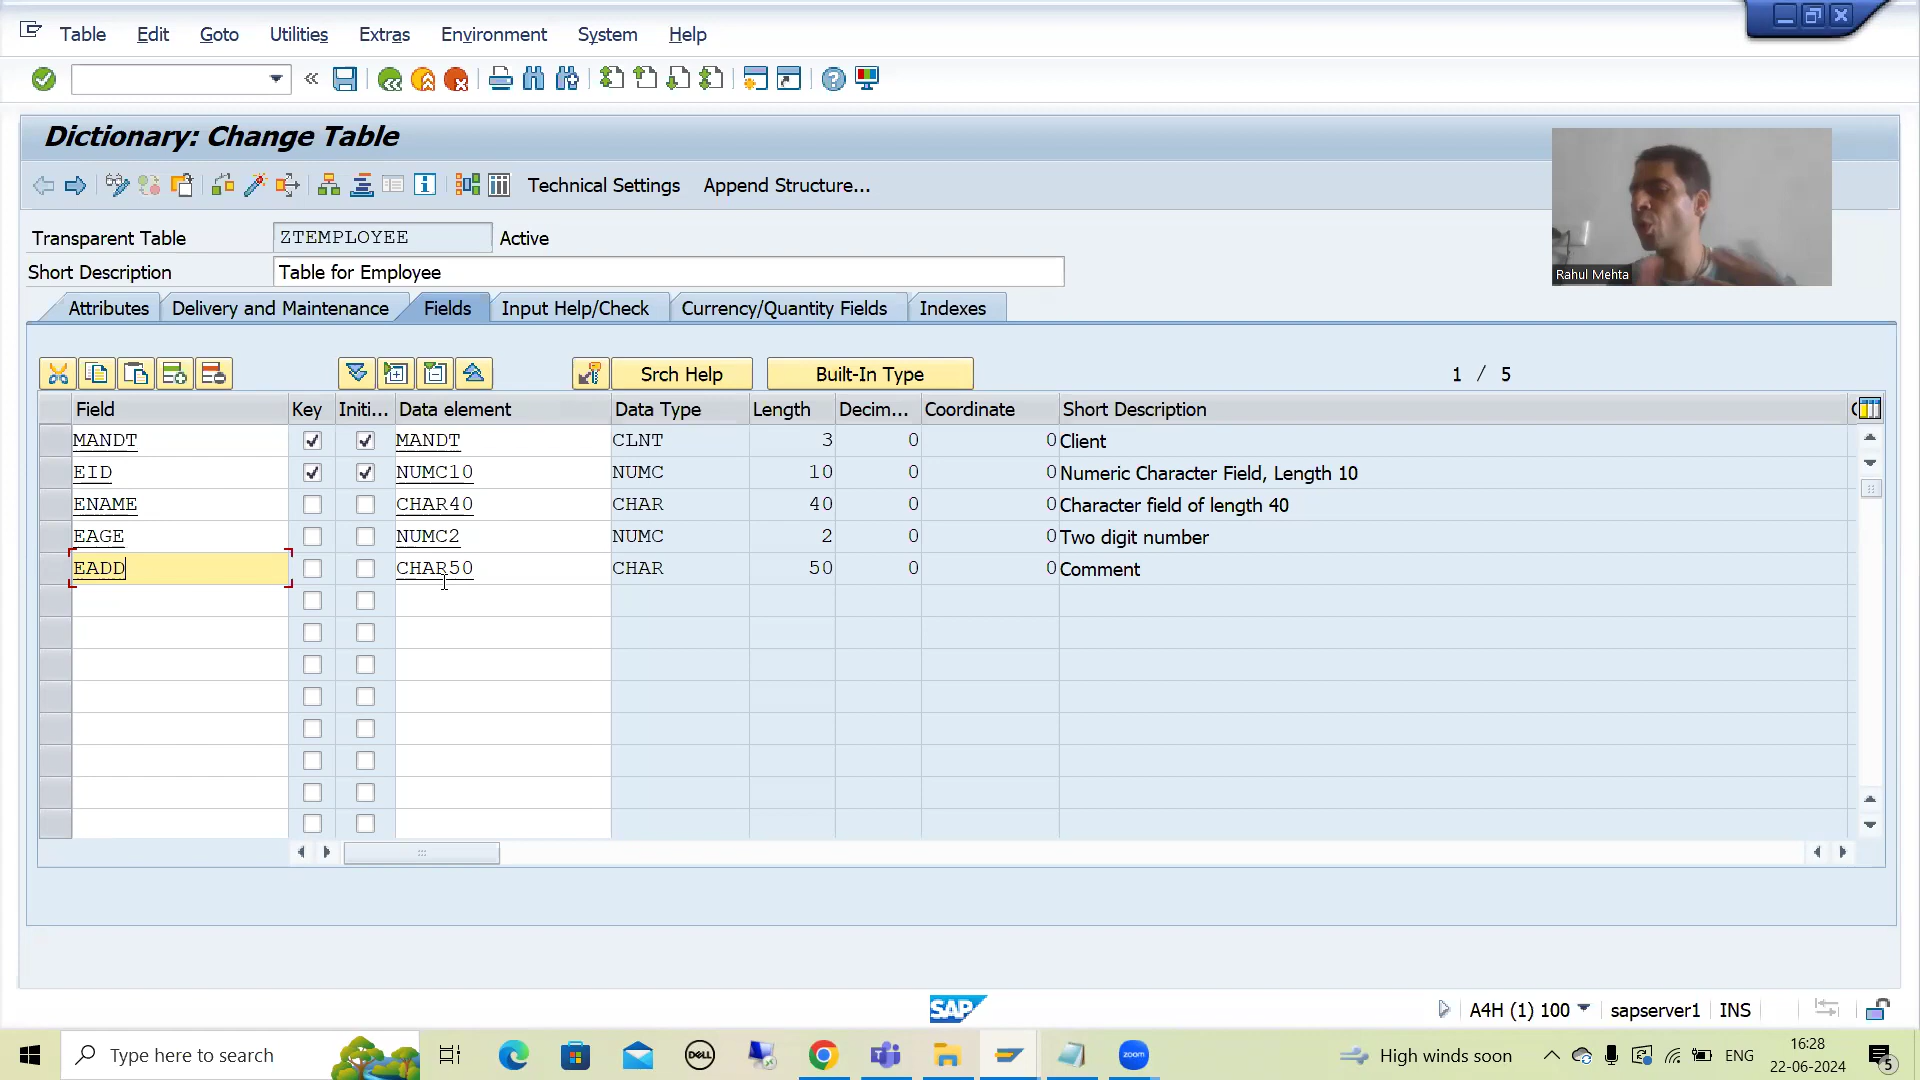 Table Edit Goto Utilities Extras Environment System Help
Dictionary: Change Table
Technical Settings Append Structure...
Transparent Table ZTEMPLOYEE Active
Short Description Table for Employee
Rahul Mehta
Attributes Delivery and Maintenance Fields Input Help/Check Currency/Quantity Fields Indexes
Srch Help Built-In Type 1 / 5
Field Key Initi... Data element Data Type Length Decim... Coordinate Short Description
MANDT MANDT CLNT 3 0 0 Client
EID NUMC10 NUMC 10 0 0 Numeric Character Field, Length 10
ENAME CHAR40 CHAR 40 0 0 Character field of length 40
EAGE NUMC2 NUMC 2 0 0 Two digit number
EADD CHAR50 CHAR 50 0 0 Comment
SAP A4H (1) 100 sapserver1 INS
Type here to search DELL zoom High winds soon ENG 16:28
22-06-2024 5